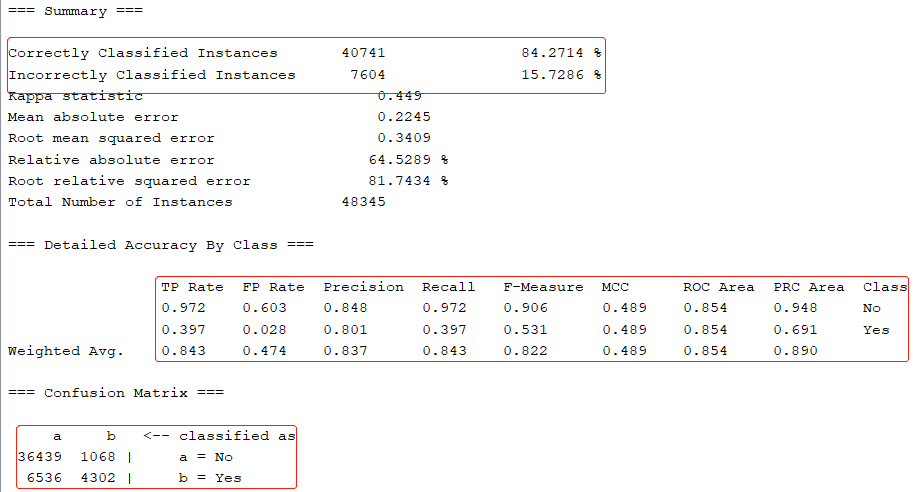 === Summary ===
Correctly Classified Instances 40741 84.2714 %
Incorrectly Classified Instances 7604 15.7286 %
Kappa statistic 0.449
Mean absolute error 0.2245
Root mean squared error 0.3409
Relative absolute error 64.5289 %
Root relative squared error 81.7434 %
Total Number of Instances 48345
=== Detailed Accuracy By Class ===
TP Rate FP Rate Precision Recall F-Measure MCC ROC Area PRC Area Class
0.972 0.603 0.848 0.972 0.906 0.489 0.854 0.948 No
0.397 0.028 0.801 0.397 0.531 0.489 0.854 0.691 Yes
Weighted Avg. 0.843 0.474 0.837 0.843 0.822 0.489 0.854 0.890
=== Confusion Matrix ===
a b <-- classified as
36439 1068 | a = No
6536 4302 | b = Yes